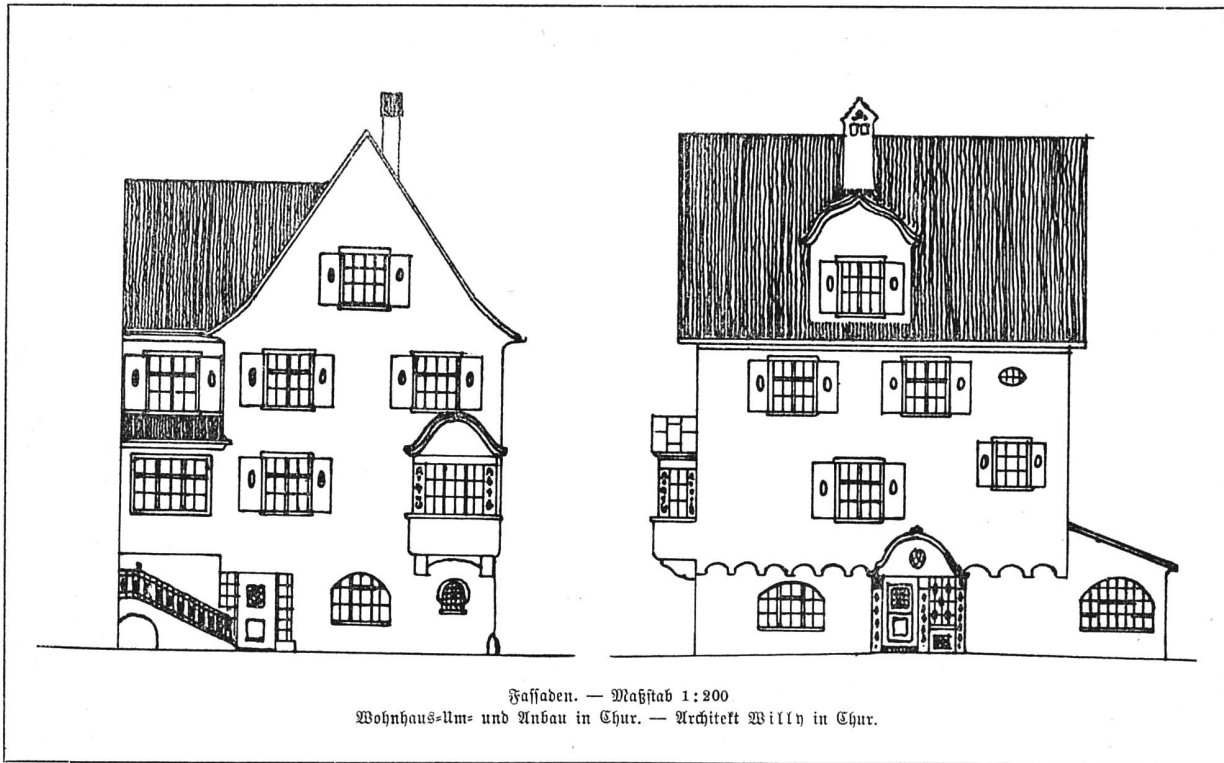 Fassaden. — Maßstab 1:200
Wohnhaus-Um- und Anbau in Chur. — Architekt Willy in Chur.